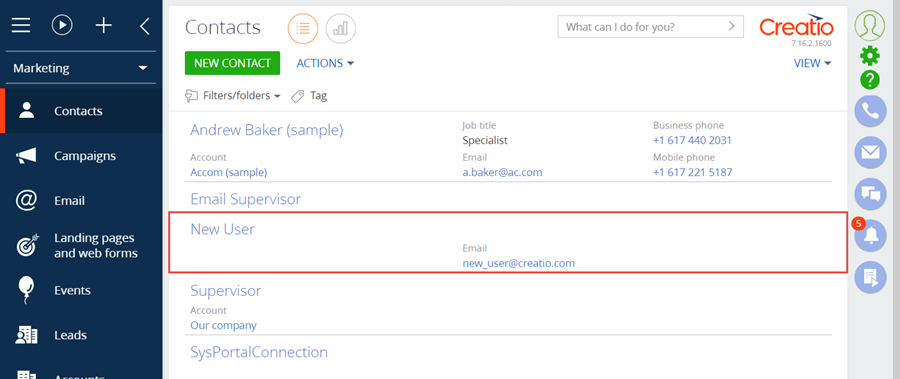 Marketing
Contacts
Campaigns
Email
Landing pages
and web forms
Events
Leads
Accounts
Contacts
What can I do for you?
Creatio
7.16.2.1600
NEW CONTACT
ACTIONS
VIEW
Filters/folders
Tag
Andrew Baker (sample)
Job title
Business phone
Specialist
+1 617 440 2031
Account
Email
Mobile phone
Accom (sample)
a.baker@ac.com
+1 617 221 5187
Email Supervisor
New User
Email
new_user@creatio.com
Supervisor
Account
Our company
SysPortalConnection
?
5